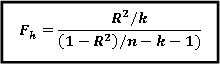 F_h = \frac{R^2/k}{(1 - R^2)/n - k - 1)}